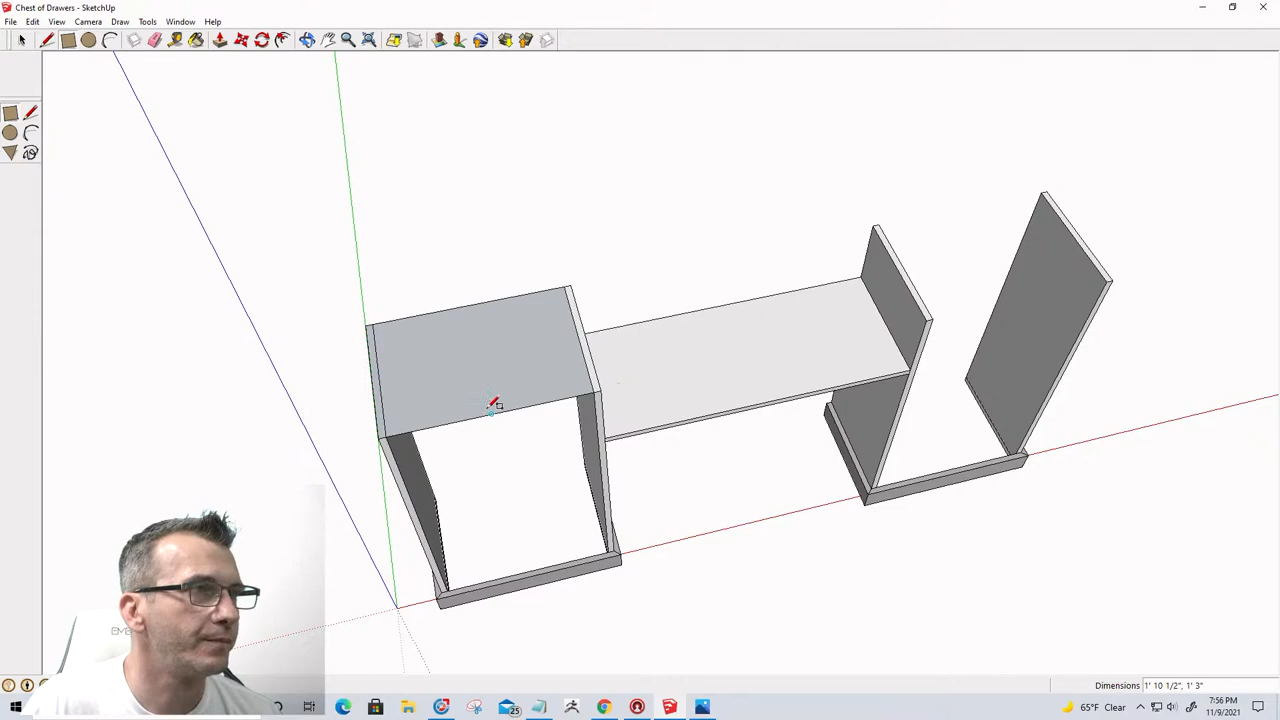 Chest of Drawers - SketchUp
File Edit View Camera Draw Tools Window Help
Dimensions 1' 10 1/2", 1' 3"
25
65°F Clear
7:56 PM
11/9/2021